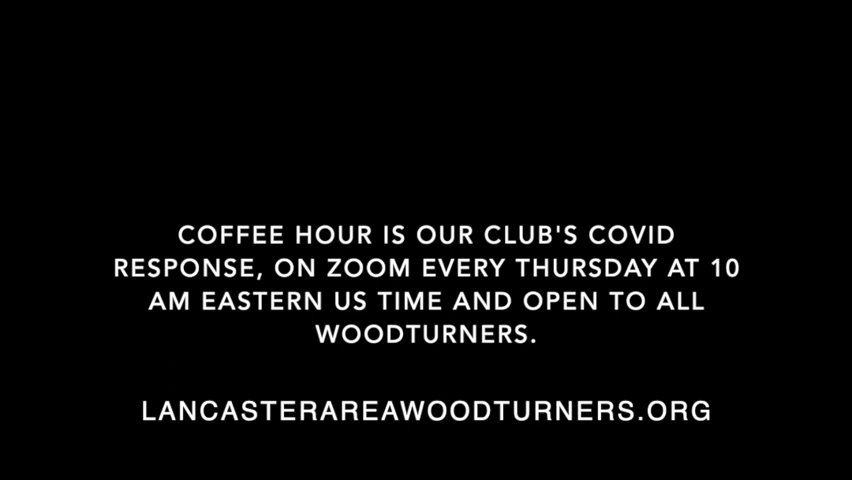 COFFEE HOUR IS OUR CLUB'S COVID
RESPONSE, ON ZOOM EVERY THURSDAY AT 10
AM EASTERN US TIME AND OPEN TO ALL
WOODTURNERS.
LANCASTERAREAWOODTURNERS.ORG